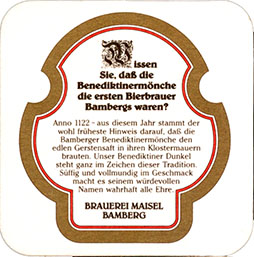 Wissen
Sie, daß die
Benediktinermönche
die ersten Bierbrauer
Bambergs waren?
Anno 1122 - aus diesem Jahr stammt der
wohl früheste Hinweis darauf, daß die
Bamberger Benediktinermönche den
edlen Gerstensaft in ihren Klostermauern
brauten. Unser Benediktiner Dunkel
steht ganz im Zeichen dieser Tradition.
Süffig und vollmundig im Geschmack
macht es seinem würdevollen
Namen wahrhaft alle Ehre.
BRAUEREI MAISEL
BAMBERG